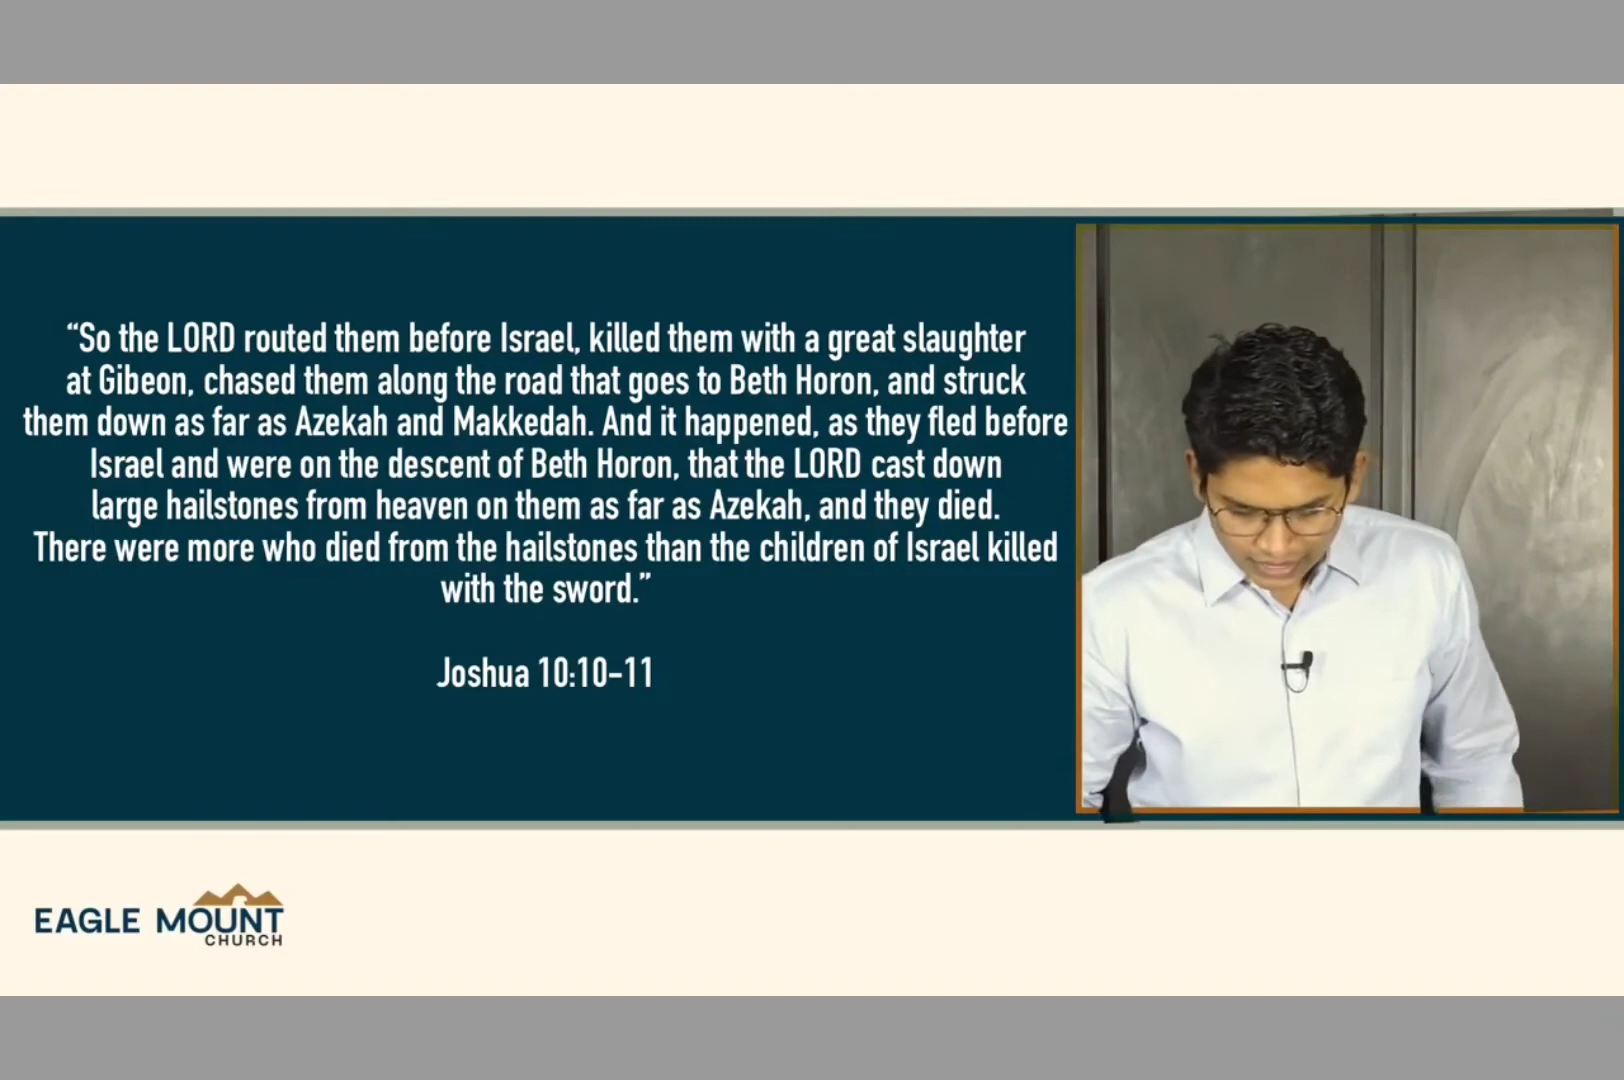 “So the LORD routed them before Israel, killed them with a great slaughter
at Gibeon, chased them along the road that goes to Beth Horon, and struck
them down as far as Azekah and Makkedah. And it happened, as they fled before
Israel and were on the descent of Beth Horon, that the LORD cast down
large hailstones from heaven on them as far as Azekah, and they died.
There were more who died from the hailstones than the children of Israel killed
with the sword.”
Joshua 10:10-11
EAGLE MOUNT
CHURCH